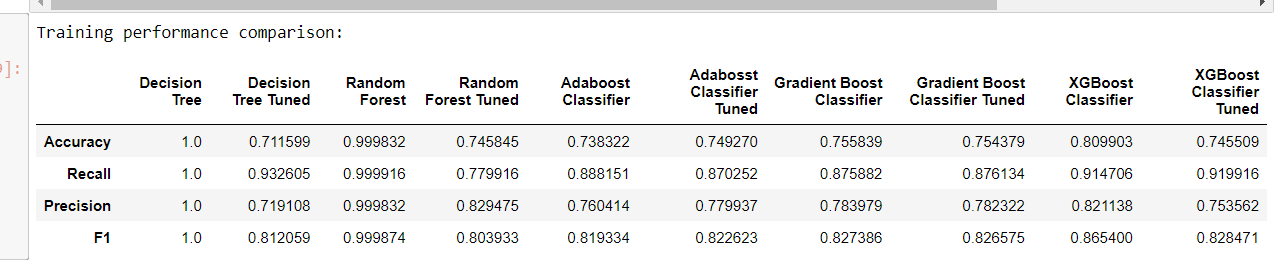 Training performance comparison:
9]:
Decision Tree Decision Tree Tuned Random Forest Random Forest Tuned Adaboost Classifier Adabosst Classifier Tuned Gradient Boost Classifier Gradient Boost Classifier Tuned XGBoost Classifier XGBoost Classifier Tuned
Accuracy 1.0 0.711599 0.999832 0.745845 0.738322 0.749270 0.755839 0.754379 0.809903 0.745509
Recall 1.0 0.932605 0.999916 0.779916 0.888151 0.870252 0.875882 0.876134 0.914706 0.919916
Precision 1.0 0.719108 0.999832 0.829475 0.760414 0.779937 0.783979 0.782322 0.821138 0.753562
F1 1.0 0.812059 0.999874 0.803933 0.819334 0.822623 0.827386 0.826575 0.865400 0.828471